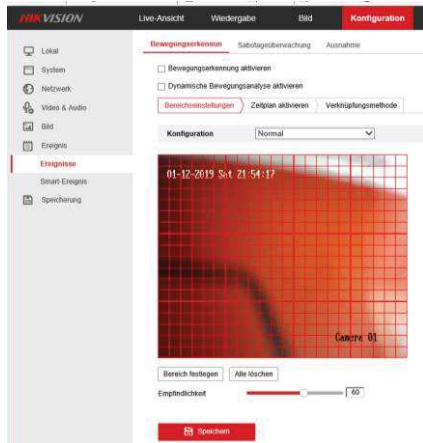 HIKVISION
Live-Ansicht Wiedergabe Bild Konfiguration
Lokal
System
Netzwerk
Video & Audio
Bild
Ereignis
Ereignisse
Smart-Ereignis
Speicherung
Bewegungserkennun Sabotageüberwachung Ausnahme
Bewegungserkennung aktivieren
Dynamische Bewegungsanalyse aktivieren
Bereichseinstellungen Zeitplan aktivieren Verknüpfungsmethode
Konfiguration Normal
01-12-2019 Sat 21:54:17
Camera 01
Bereich festlegen Alle löschen
Empfindlichkeit 60
Speichern